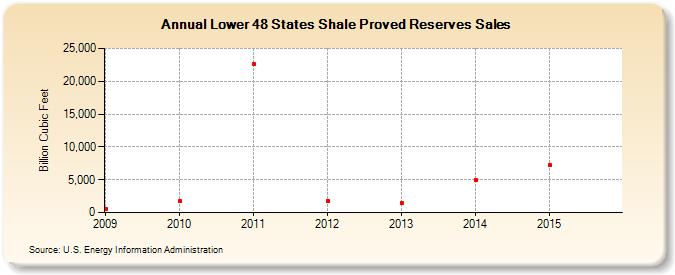 Annual Lower 48 States Shale Proved Reserves Sales
Billion Cubic Feet
25,000
20,000
15,000
10,000
5,000
0
2009 2010 2011 2012 2013 2014 2015
Source: U.S. Energy Information Administration